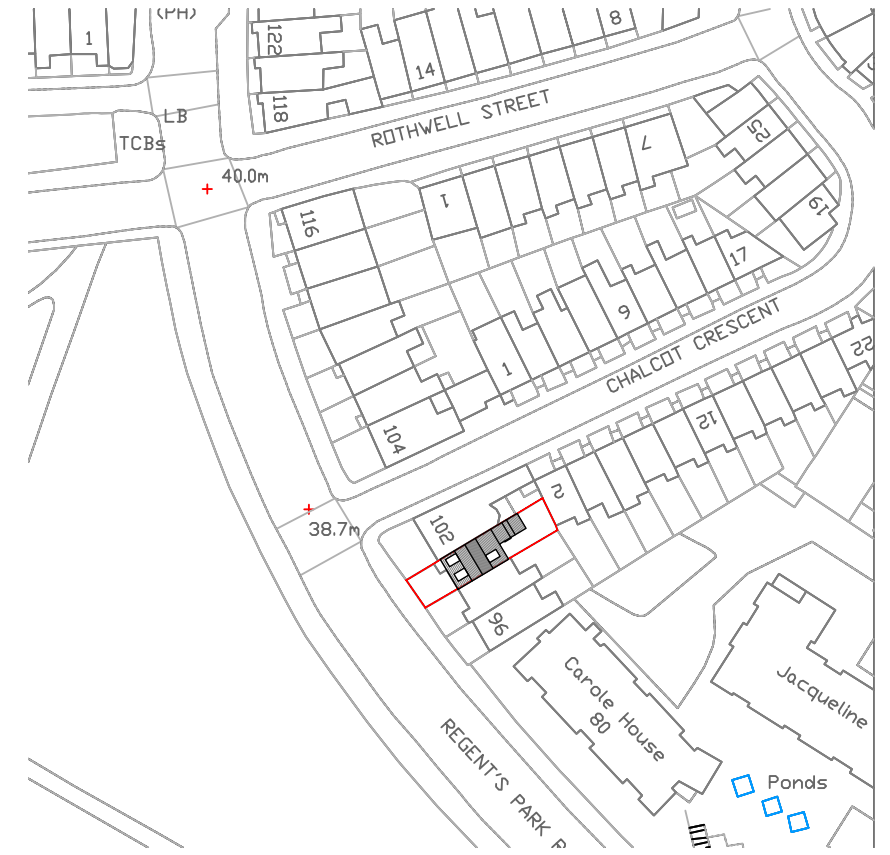 (PH)
8
1
122
14
118
LB
ROTHWELL STREET
TCBs
7
25
40.0m
1
19
116
17
9
CHALCOT CRESCENT
1
22
12
104
2
102
38.7m
96
Carole House
80
Jacqueline
REGENT'S PARK R
Ponds